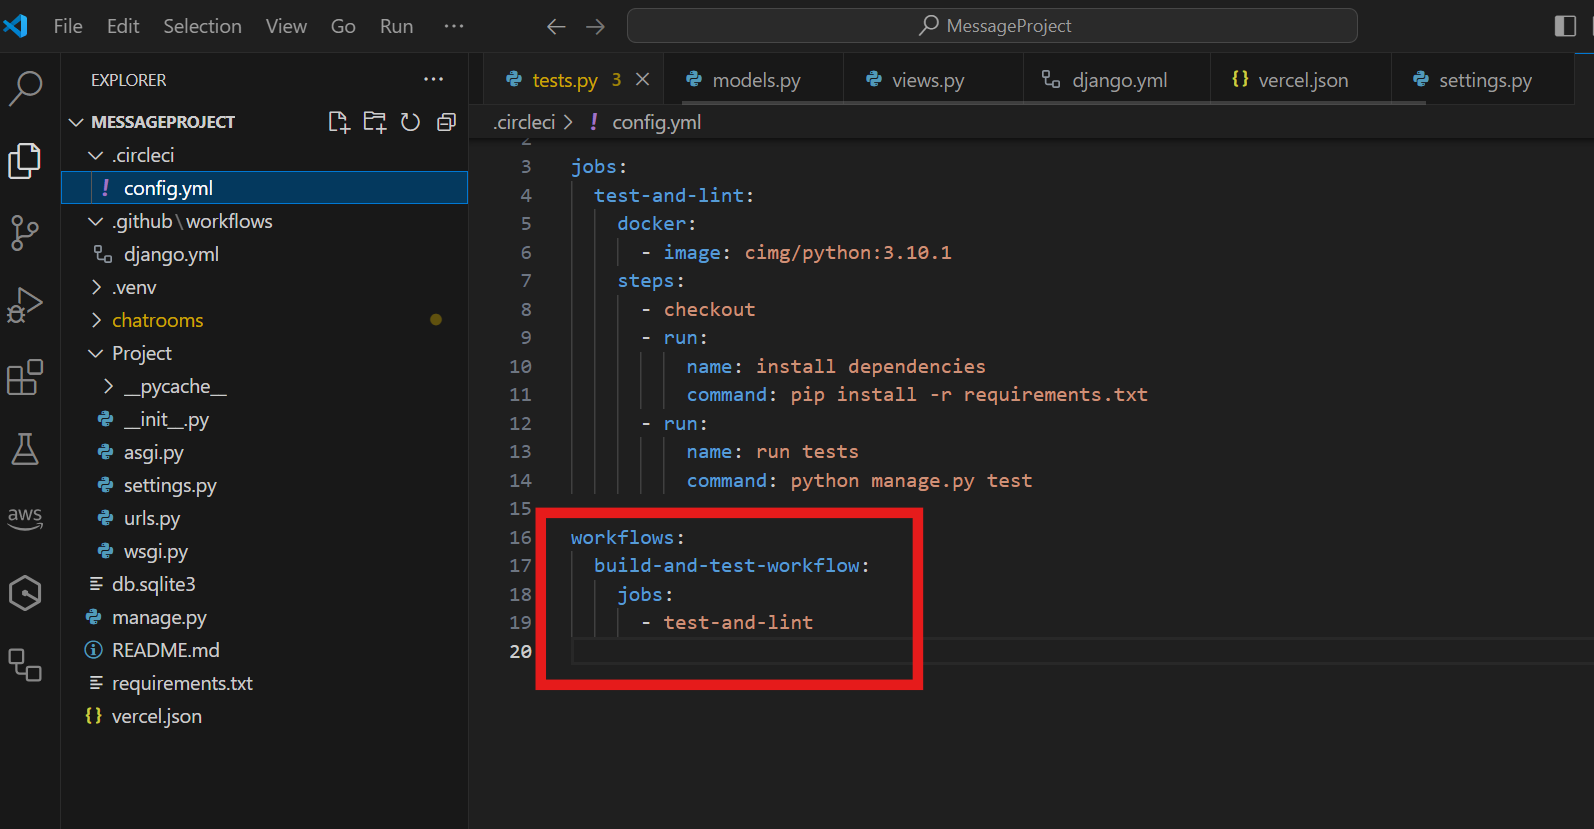 File Edit Selection View Go Run ··· MessageProject
EXPLORER ···
tests.py 3 models.py views.py django.yml {} vercel.json settings.py
MESSAGEPROJECT
.circleci > ! config.yml
.circleci
! config.yml
.github\workflows
django.yml
.venv
chatrooms
Project
__pycache__
__init__.py
asgi.py
settings.py
urls.py
wsgi.py
db.sqlite3
manage.py
README.md
requirements.txt
{} vercel.json
aws
2
3 jobs:
4 test-and-lint:
5 docker:
6 - image: cimg/python:3.10.1
7 steps:
8 - checkout
9 - run:
10 name: install dependencies
11 command: pip install -r requirements.txt
12 - run:
13 name: run tests
14 command: python manage.py test
15
16 workflows:
17 build-and-test-workflow:
18 jobs:
19 - test-and-lint
20